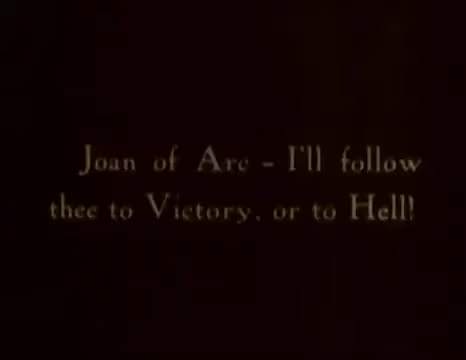 Joan of Arc - I'll follow
thee to Victory, or to Hell!